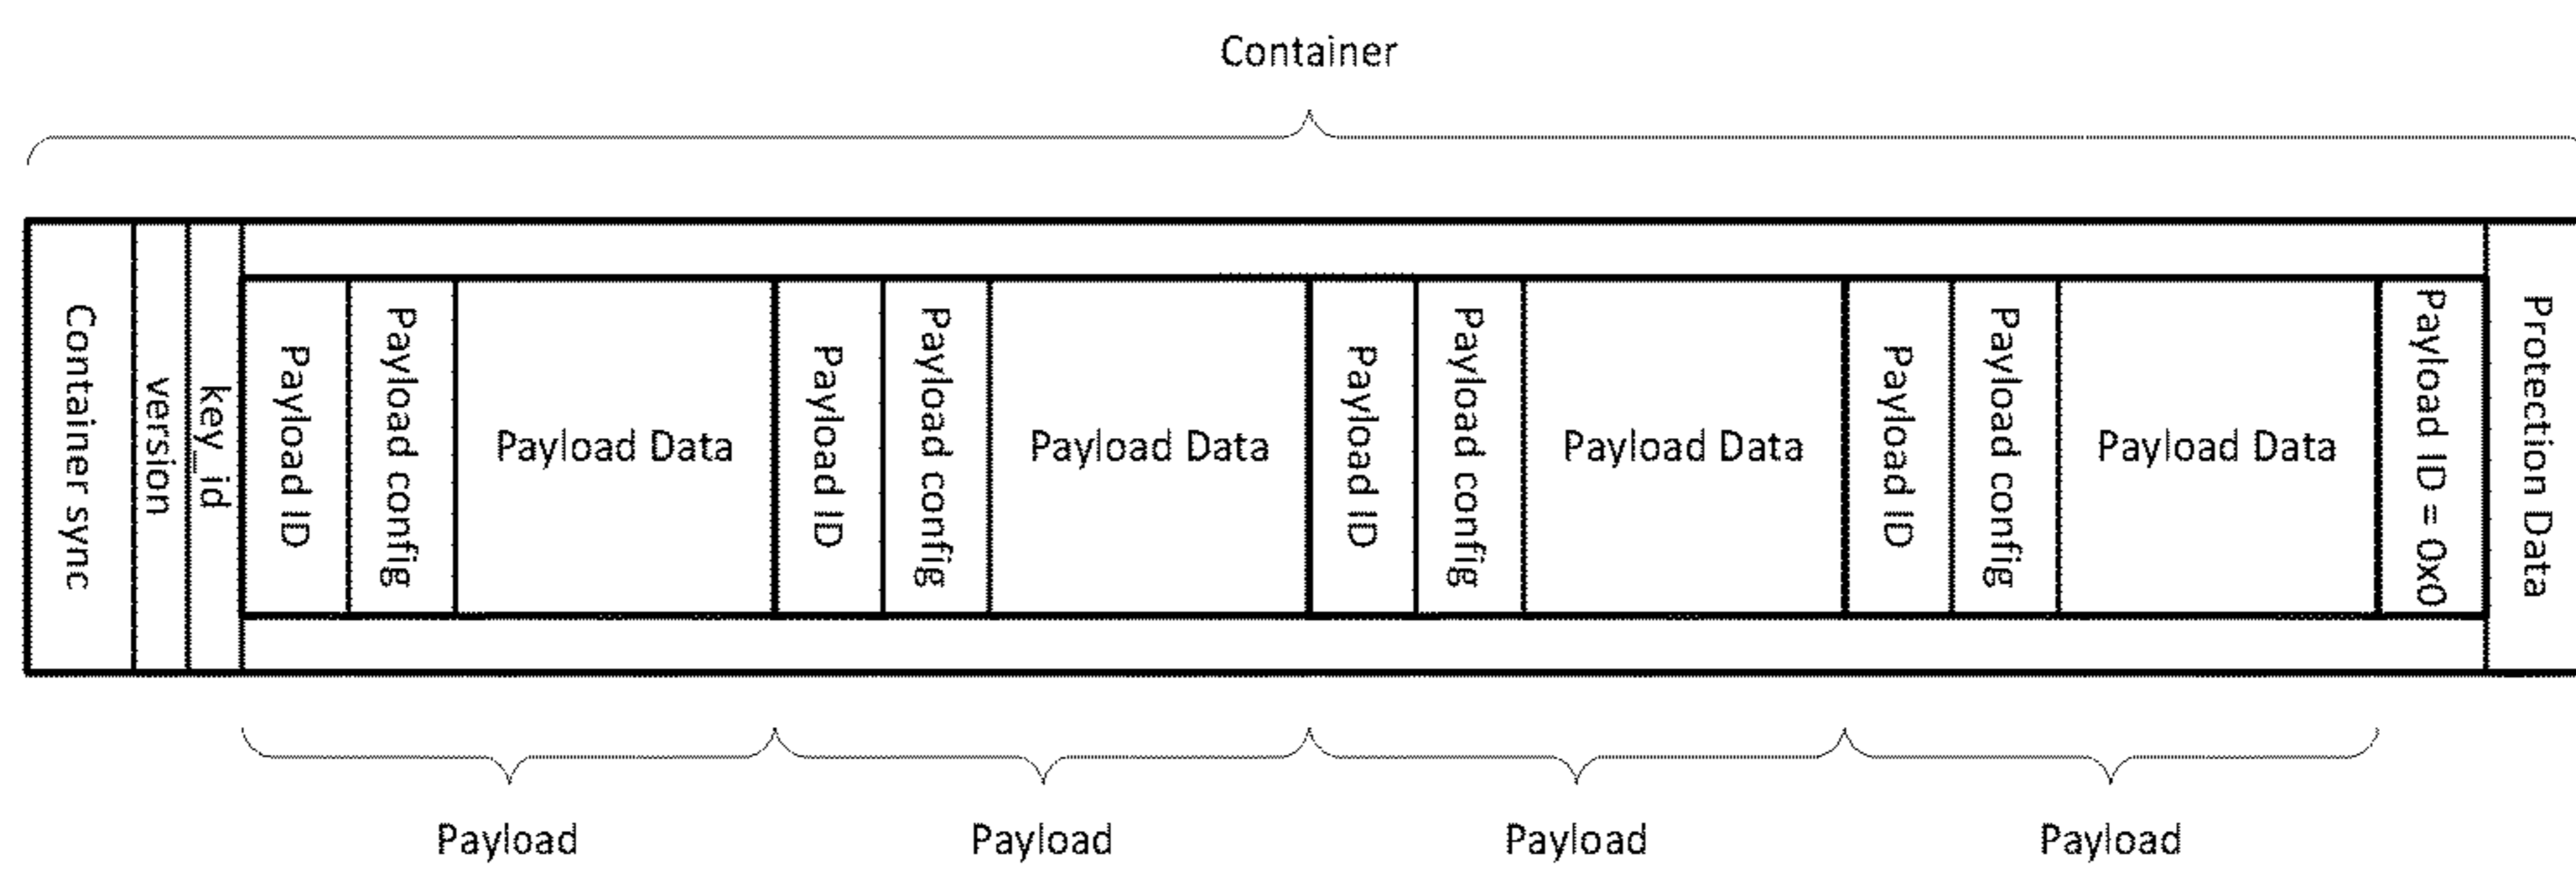 Container
Container sync
version
key_id
Payload ID
Payload config
Payload Data
Payload ID
Payload config
Payload Data
Payload ID
Payload config
Payload Data
Payload ID
Payload config
Payload Data
Payload ID = 0x0
Protection Data
Payload
Payload
Payload
Payload